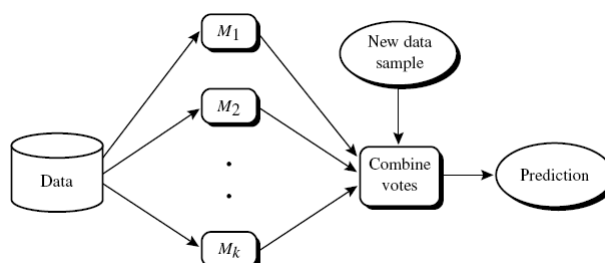 M1
New data
sample
M2
Data
Combine
votes
Prediction
Mk